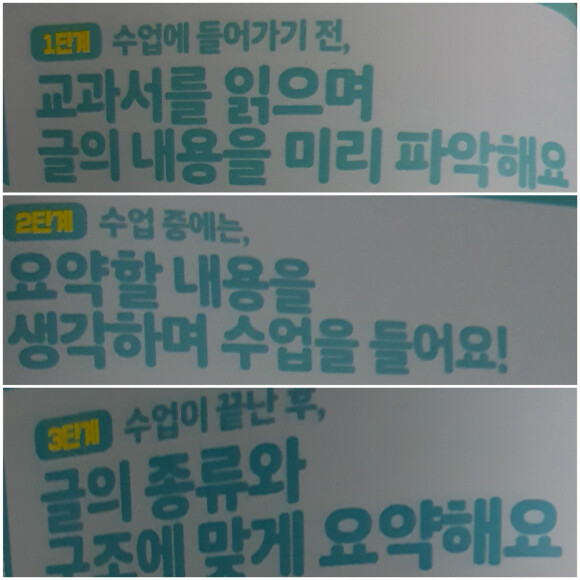 1단계 수업에 들어가기 전,
교과서를 읽으며
글의 내용을 미리 파악해요
2단계 수업 중에는,
요약할 내용을
생각하며 수업을 들어요!
3단계 수업이 끝난 후,
글의 종류와
구조에 맞게 요약해요